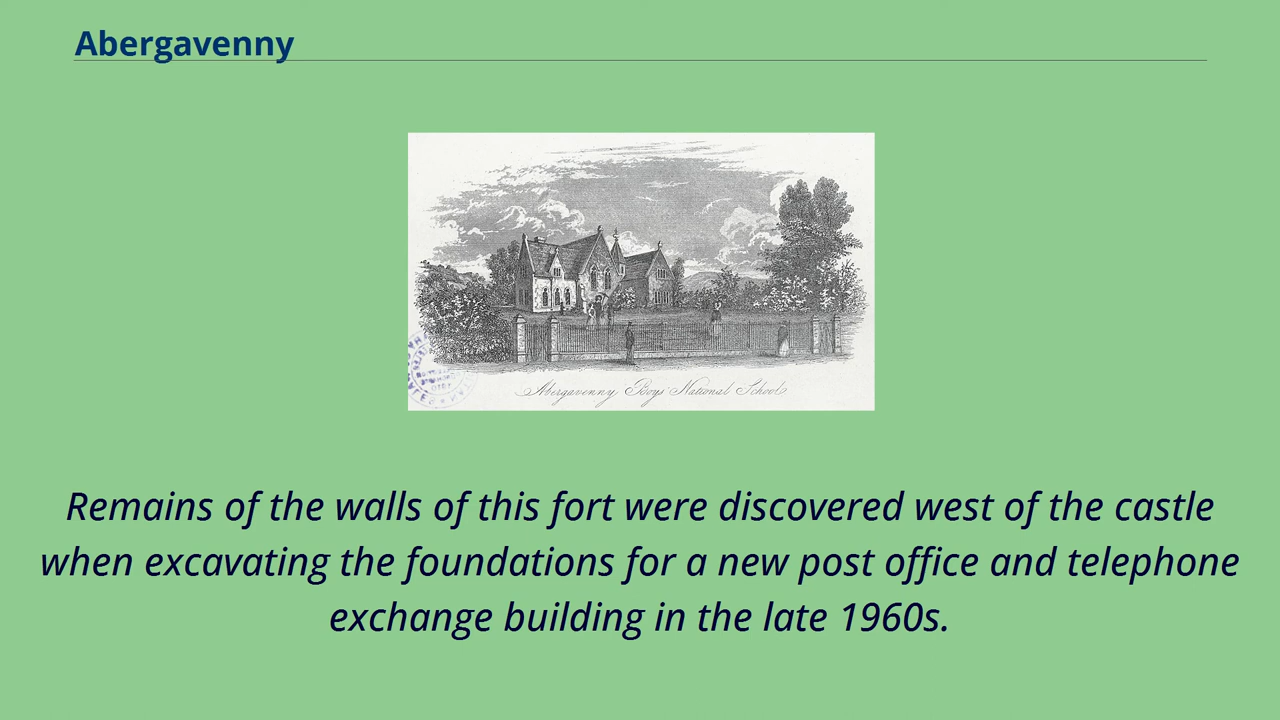 Abergavenny
Abergavenny Boys National School
Remains of the walls of this fort were discovered west of the castle
when excavating the foundations for a new post office and telephone
exchange building in the late 1960s.